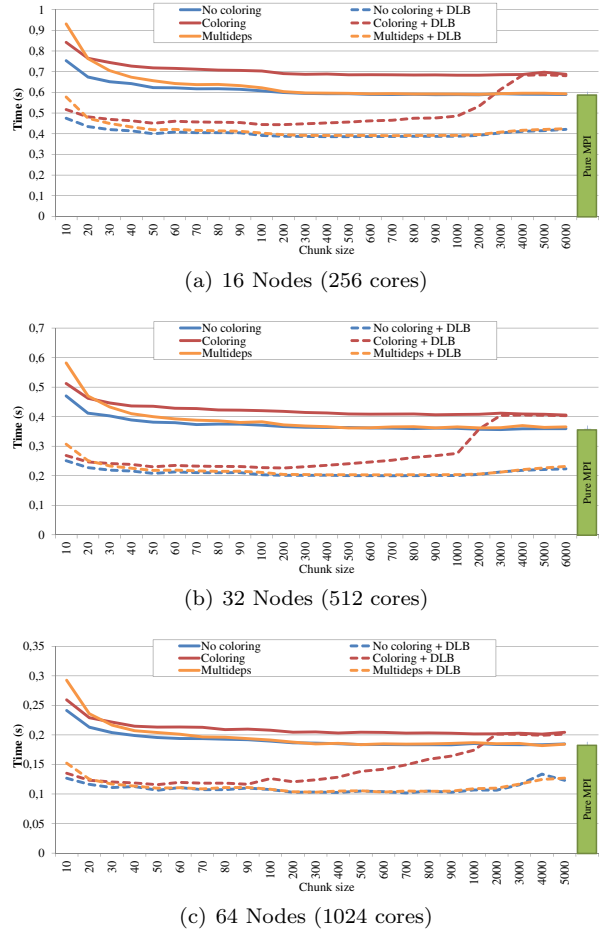 No coloring
No coloring + DLB
Coloring
Coloring + DLB
Multideps
Multideps + DLB
Time (s)
1
0,9
0,8
0,7
0,6
0,5
0,4
0,3
0,2
0,1
0
10 20 30 40 50 60 70 80 90 100 200 300 400 500 600 700 800 900 1000 2000 3000 4000 5000 6000
Chunk size
Pure MPI
(a) 16 Nodes (256 cores)
No coloring
No coloring + DLB
Coloring
Coloring + DLB
Multideps
Multideps + DLB
Time (s)
0,7
0,6
0,5
0,4
0,3
0,2
0,1
0
10 20 30 40 50 60 70 80 90 100 200 300 400 500 600 700 800 900 1000 2000 3000 4000 5000 6000
Chunk size
Pure MPI
(b) 32 Nodes (512 cores)
No coloring
No coloring + DLB
Coloring
Coloring + DLB
Multideps
Multideps + DLB
Time (s)
0,35
0,3
0,25
0,2
0,15
0,1
0,05
0
10 20 30 40 50 60 70 80 90 100 200 300 400 500 600 700 800 900 1000 2000 3000 4000 5000
Chunk size
Pure MPI
(c) 64 Nodes (1024 cores)